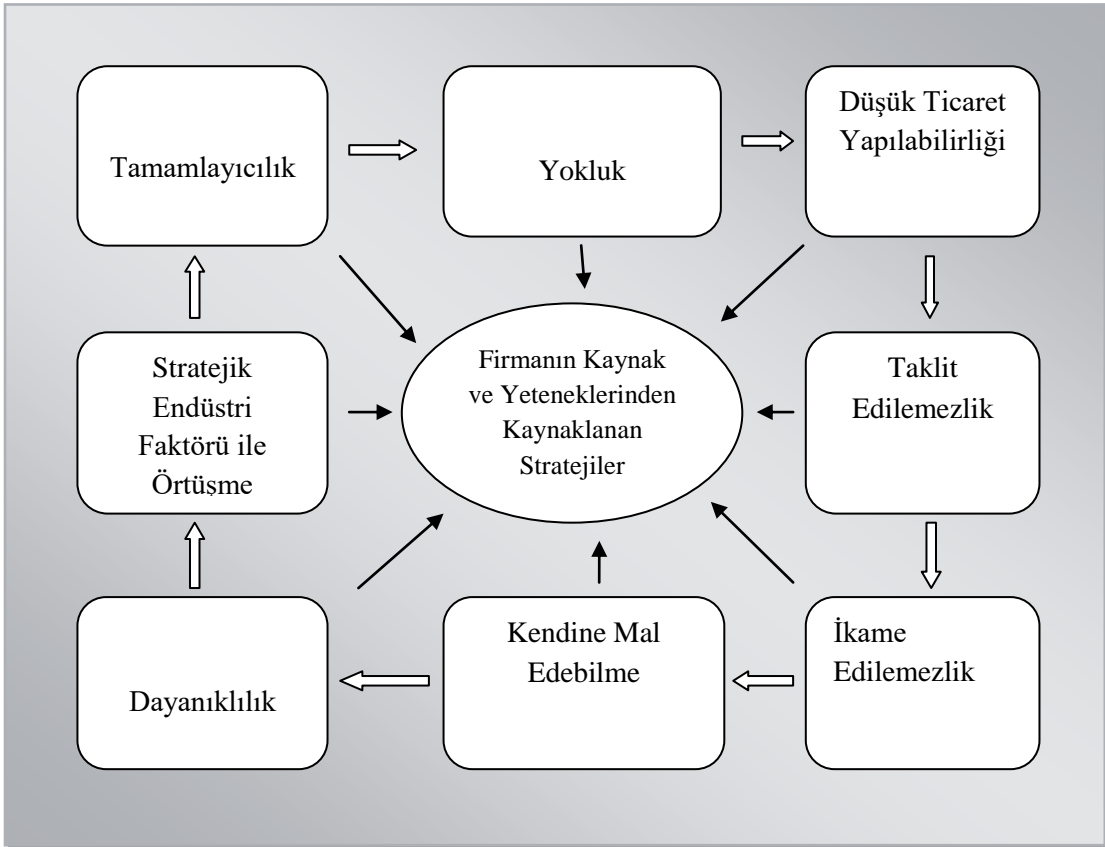 Tamamlayıcılık
Yokluk
Düşük Ticaret
Yapılabilirliği
Stratejik
Endüstri
Faktörü ile
Örtüşme
Firmanın Kaynak
ve Yeteneklerinden
Kaynaklanan
Stratejiler
Taklit
Edilemezlik
Dayanıklılık
Kendine Mal
Edebilme
İkame
Edilemezlik